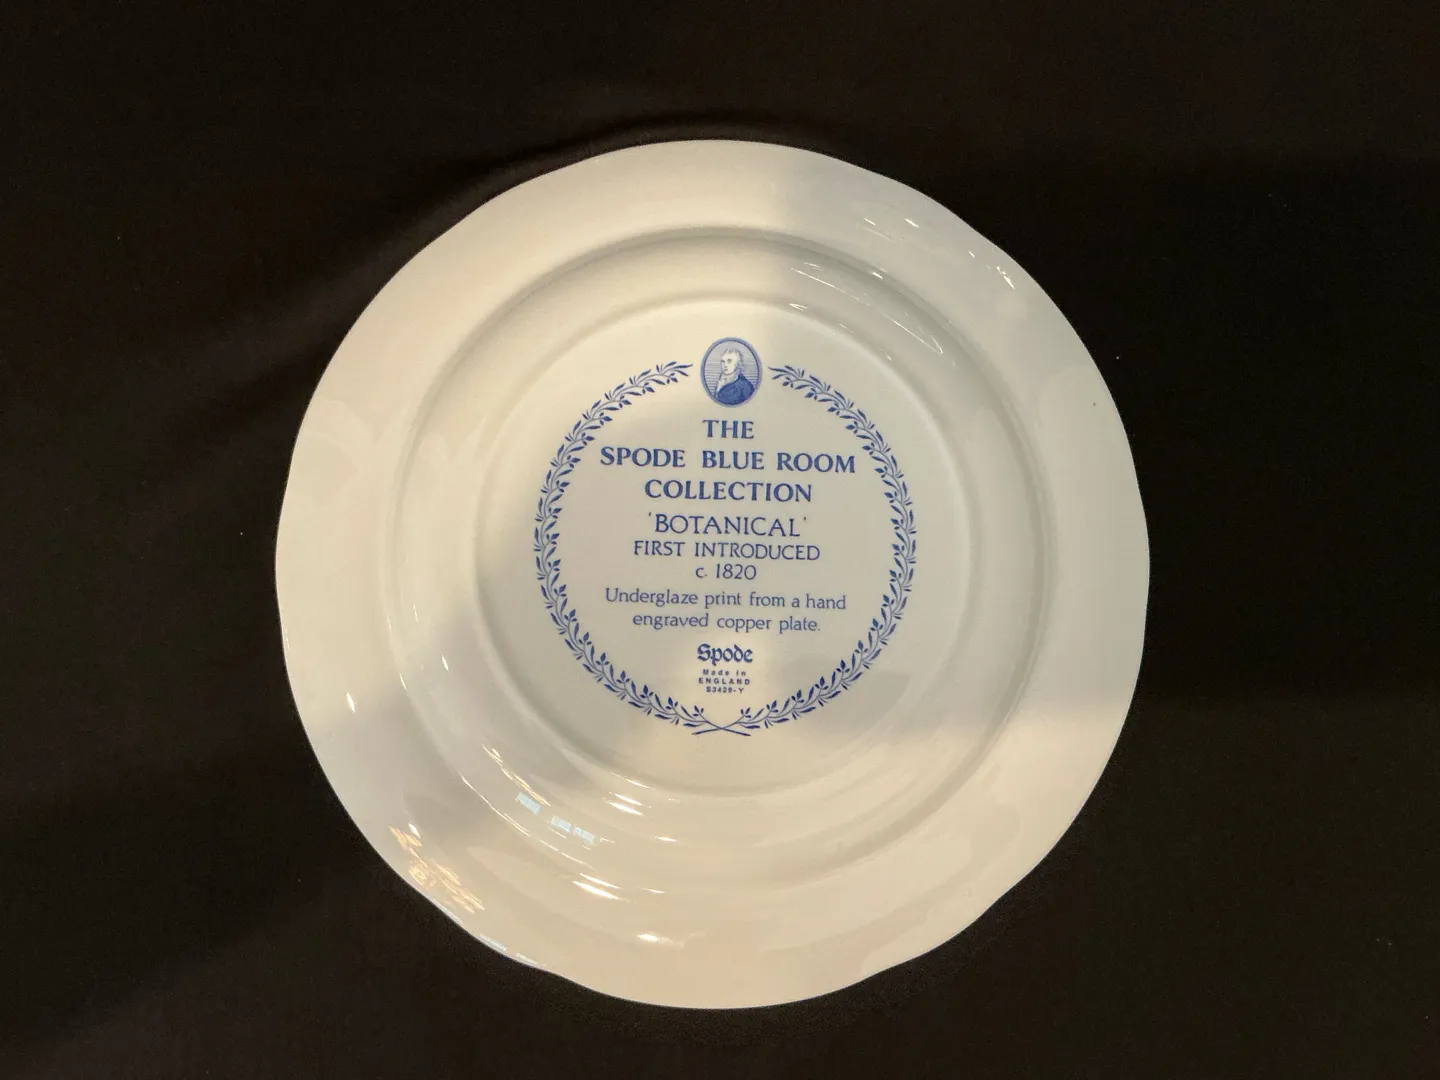 THE
SPODE BLUE ROOM
COLLECTION
'BOTANICAL'
FIRST INTRODUCED
c. 1820
Underglaze print from a hand
engraved copper plate.
Spode
Made in
ENGLAND
S3429-Y